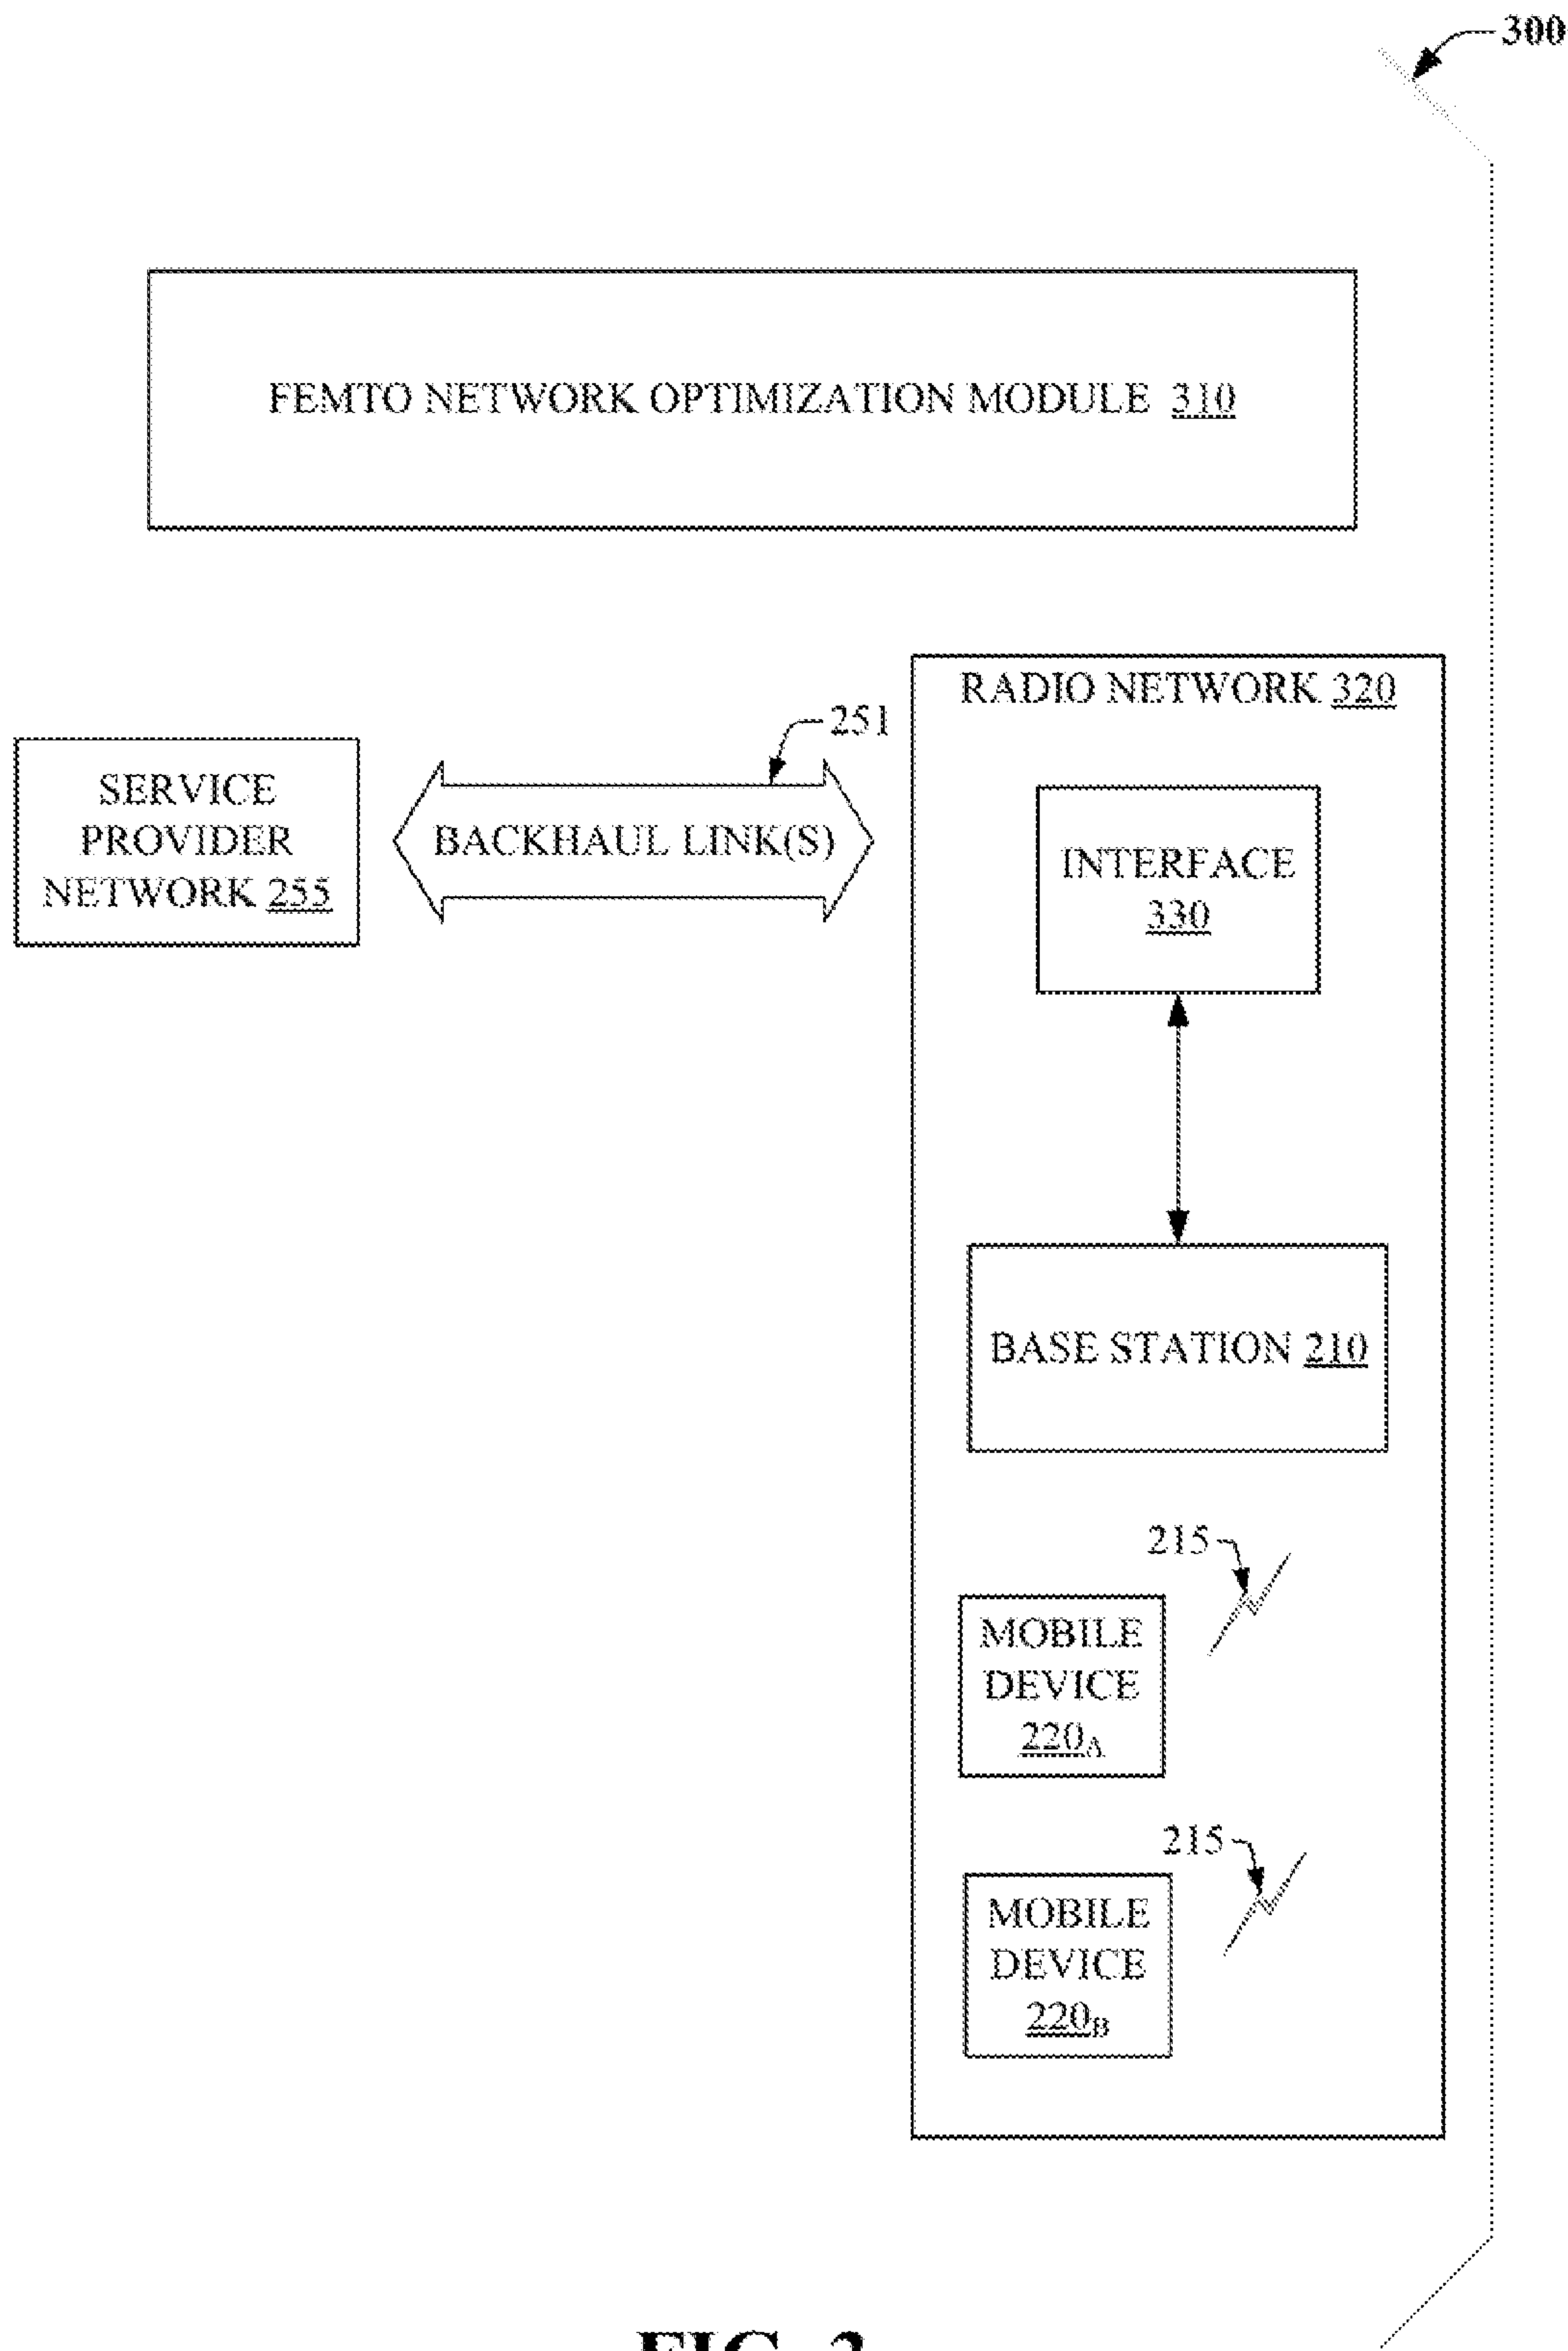 300
FEMTO NETWORK OPTIMIZATION MODULE 310
RADIO NETWORK 320
251
SERVICE
PROVIDER
NETWORK 255
BACKHAUL LINK(S)
INTERFACE
330
BASE STATION 210
215
MOBILE
DEVICE
220A
215
MOBILE
DEVICE
220B